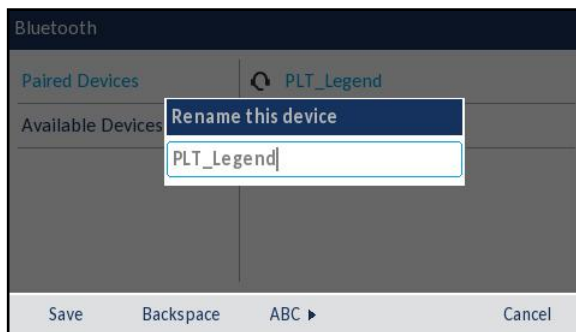 Bluetooth
Paired Devices
PLT_Legend
Available Devices
Rename this device
PLT_Legend
Save Backspace ABC ▸ Cancel